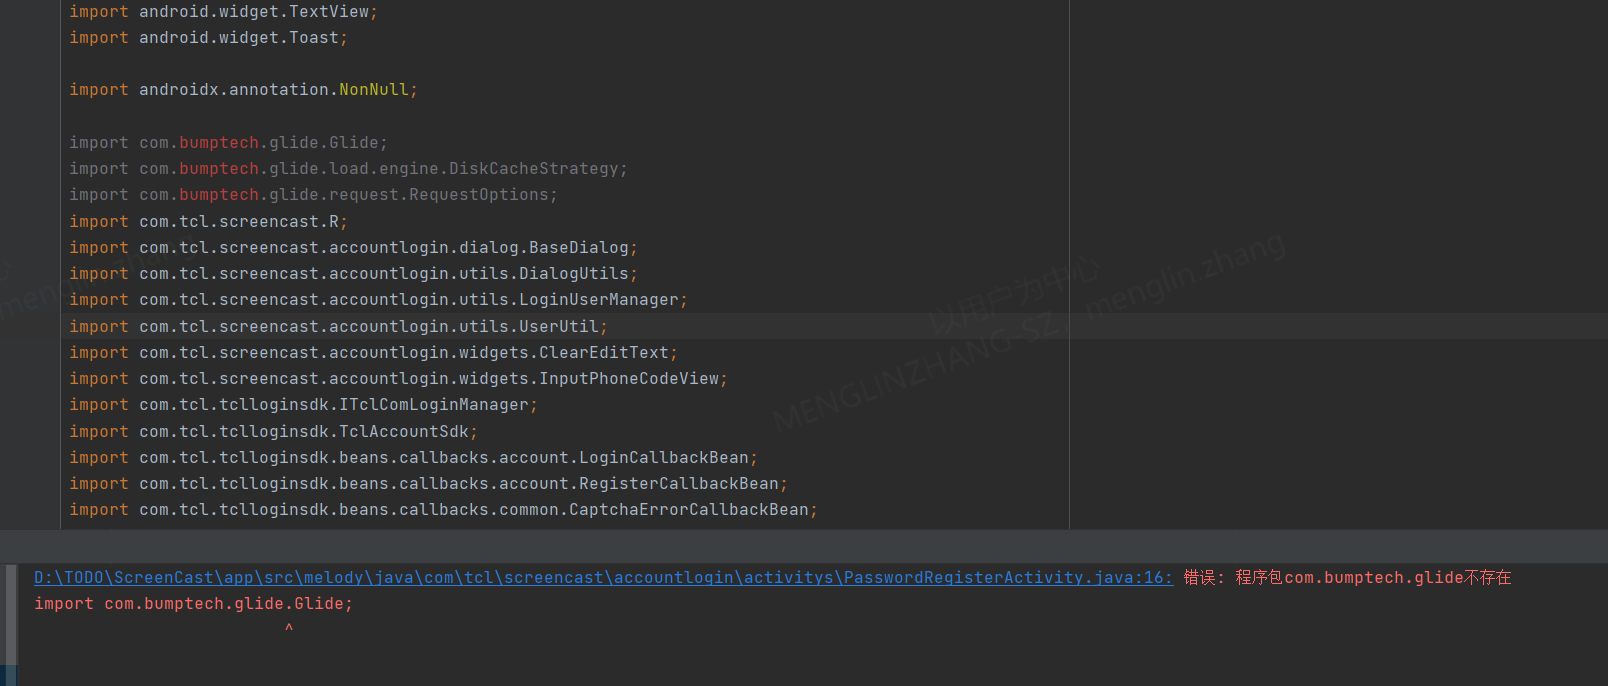 import android.widget.TextView;
import android.widget.Toast;
import androidx.annotation.NonNull;
import com.bumptech.glide.Glide;
import com.bumptech.glide.load.engine.DiskCacheStrategy;
import com.bumptech.glide.request.RequestOptions;
import com.tcl.screencast.R;
import com.tcl.screencast.accountlogin.dialog.BaseDialog;
import com.tcl.screencast.accountlogin.utils.DialogUtils;
import com.tcl.screencast.accountlogin.utils.LoginUserManager;
import com.tcl.screencast.accountlogin.utils.UserUtil;
import com.tcl.screencast.accountlogin.widgets.ClearEditText;
import com.tcl.screencast.accountlogin.widgets.InputPhoneCodeView;
import com.tcl.tclloginsdk.ITclComLoginManager;
import com.tcl.tclloginsdk.TclAccountSdk;
import com.tcl.tclloginsdk.beans.callbacks.account.LoginCallbackBean;
import com.tcl.tclloginsdk.beans.callbacks.account.RegisterCallbackBean;
import com.tcl.tclloginsdk.beans.callbacks.common.CaptchaErrorCallbackBean;
心
menglin.zhang
以用户为中心
MENGLINZHANG-SZ, menglin.zhang
D:\TODO\ScreenCast\app\src\melody\java\com\tcl\screencast\accountlogin\activitys\PasswordRegisterActivity.java:16: 错误: 程序包com.bumptech.glide不存在
import com.bumptech.glide.Glide;
^